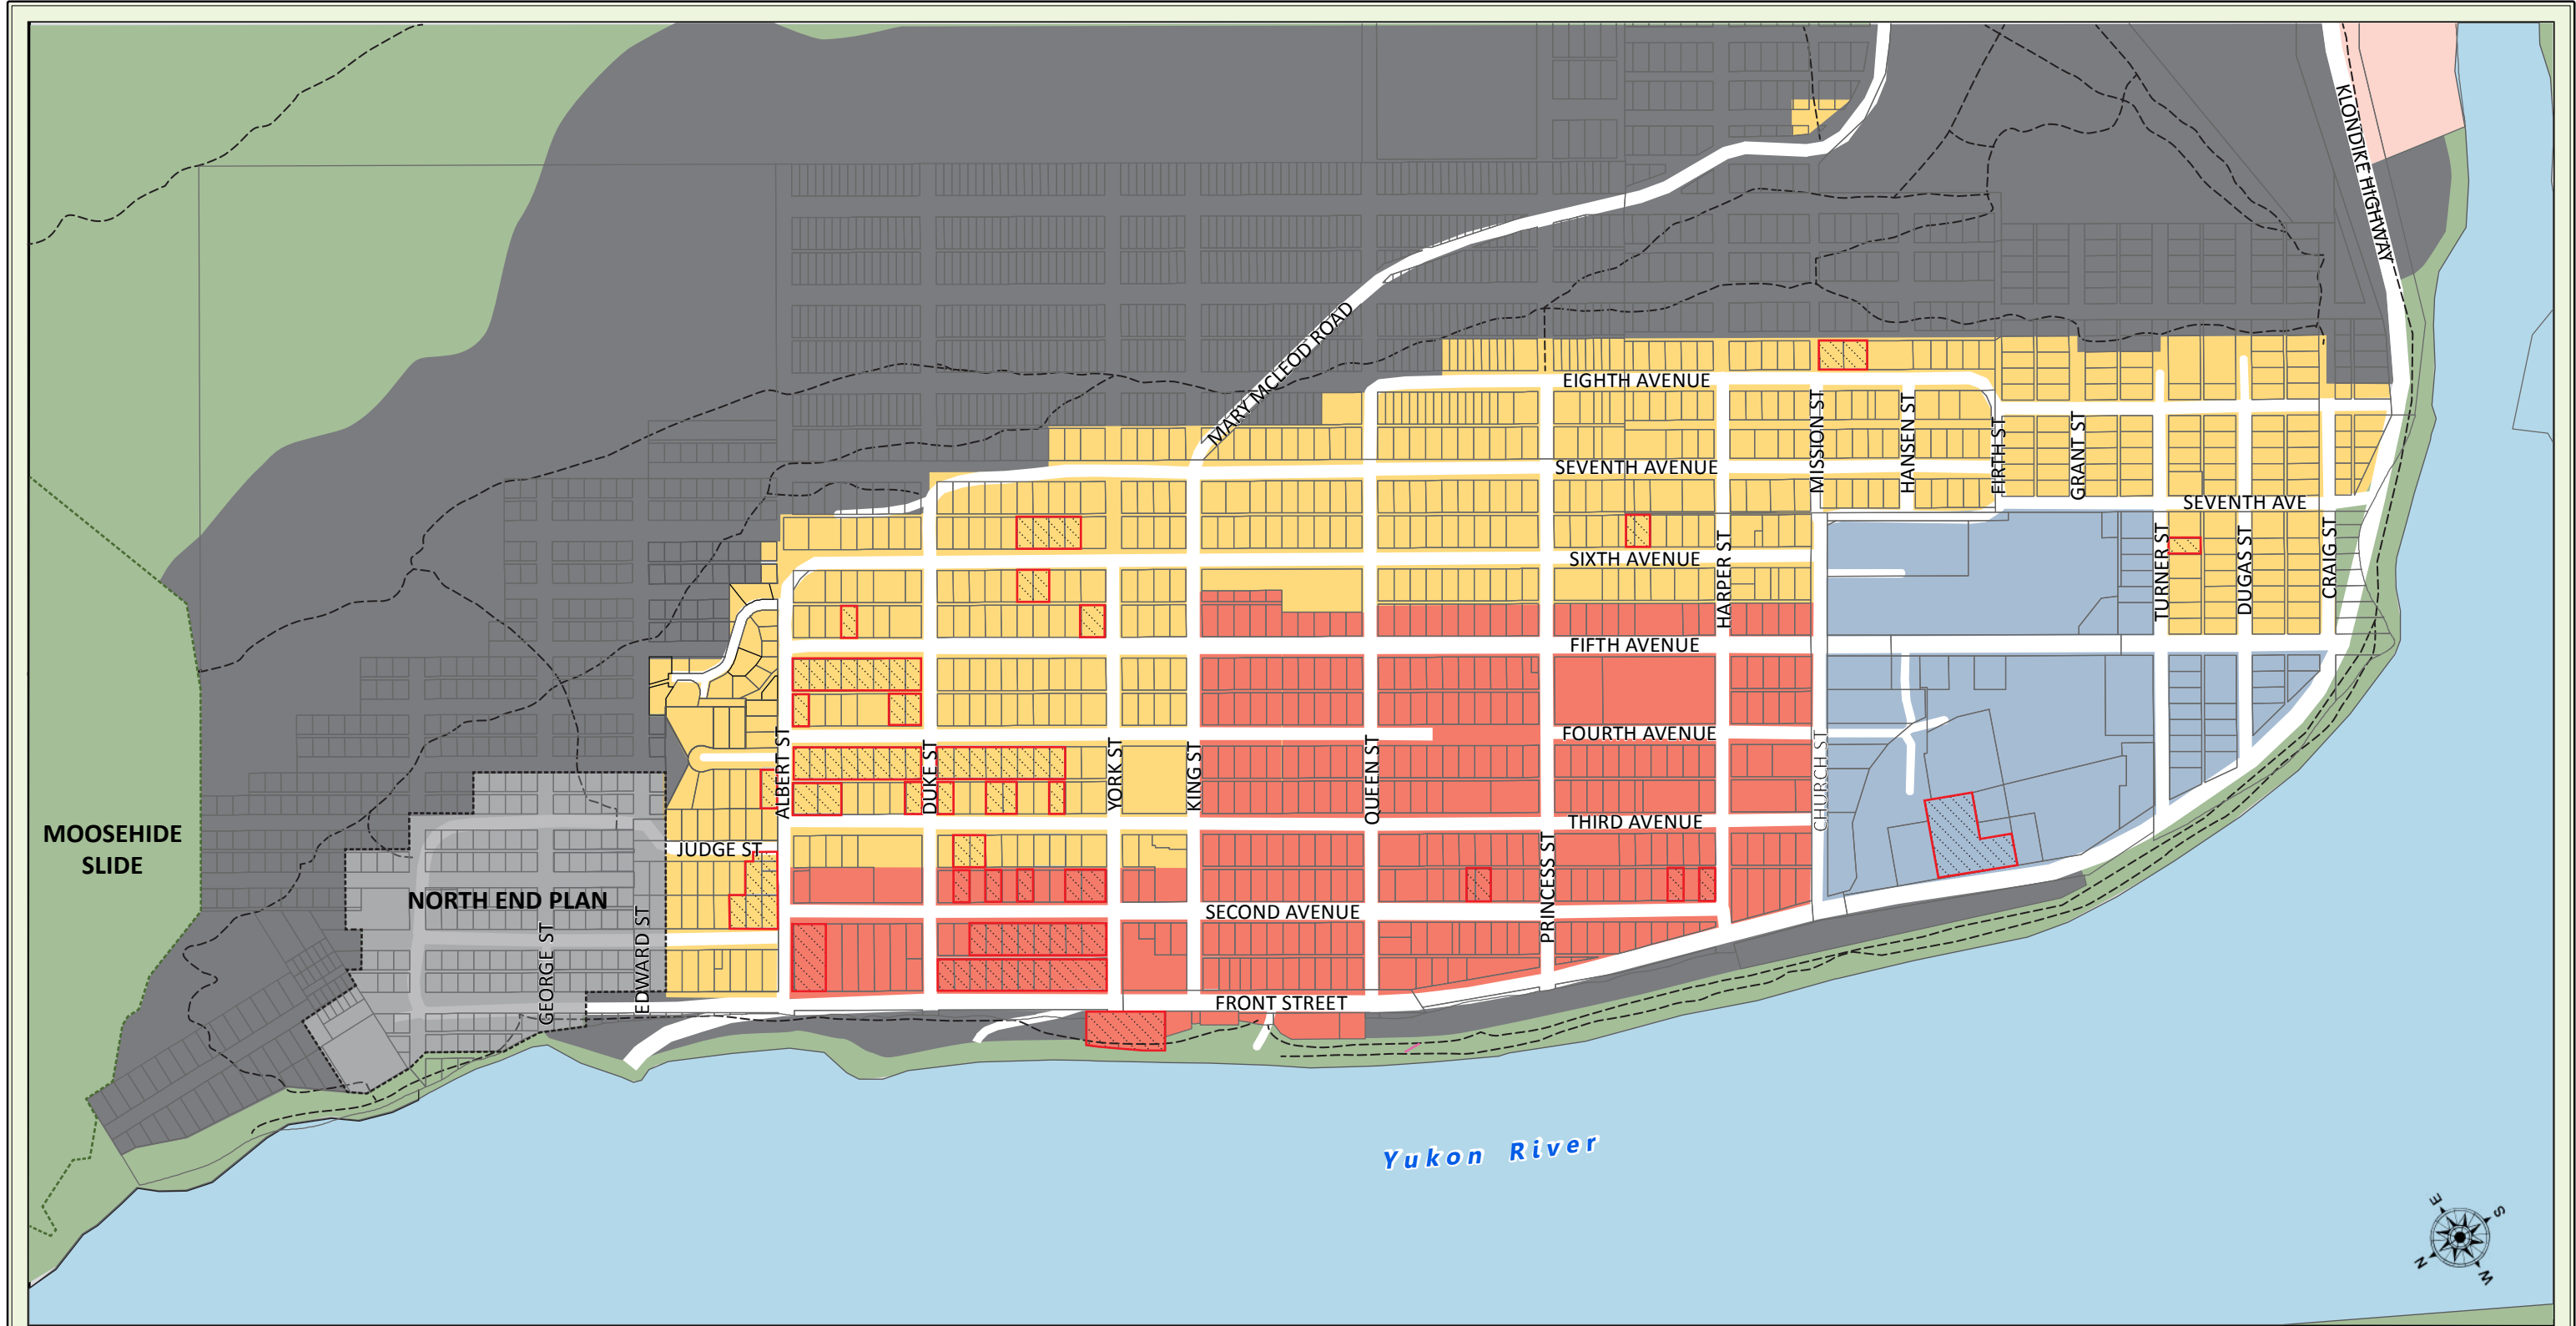 KLONDIKE HIGHWAY
MARY MCLEOD ROAD
EIGHTH AVENUE
MISSION ST
HANSEN ST
FIRTH ST
GRANT ST
SEVENTH AVENUE
SEVENTH AVE
SIXTH AVENUE
HARPER ST
TURNER ST
DUGAS ST
CRAIG ST
FIFTH AVENUE
FOURTH AVENUE
ALBERT ST
DUKE ST
YORK ST
KING ST
QUEEN ST
CHURCH ST
THIRD AVENUE
PRINCESS ST
MOOSEHIDE
SLIDE
JUDGE ST
NORTH END PLAN
SECOND AVENUE
GEORGE ST
EDWARD ST
FRONT STREET
Yukon River
E
S
N
W